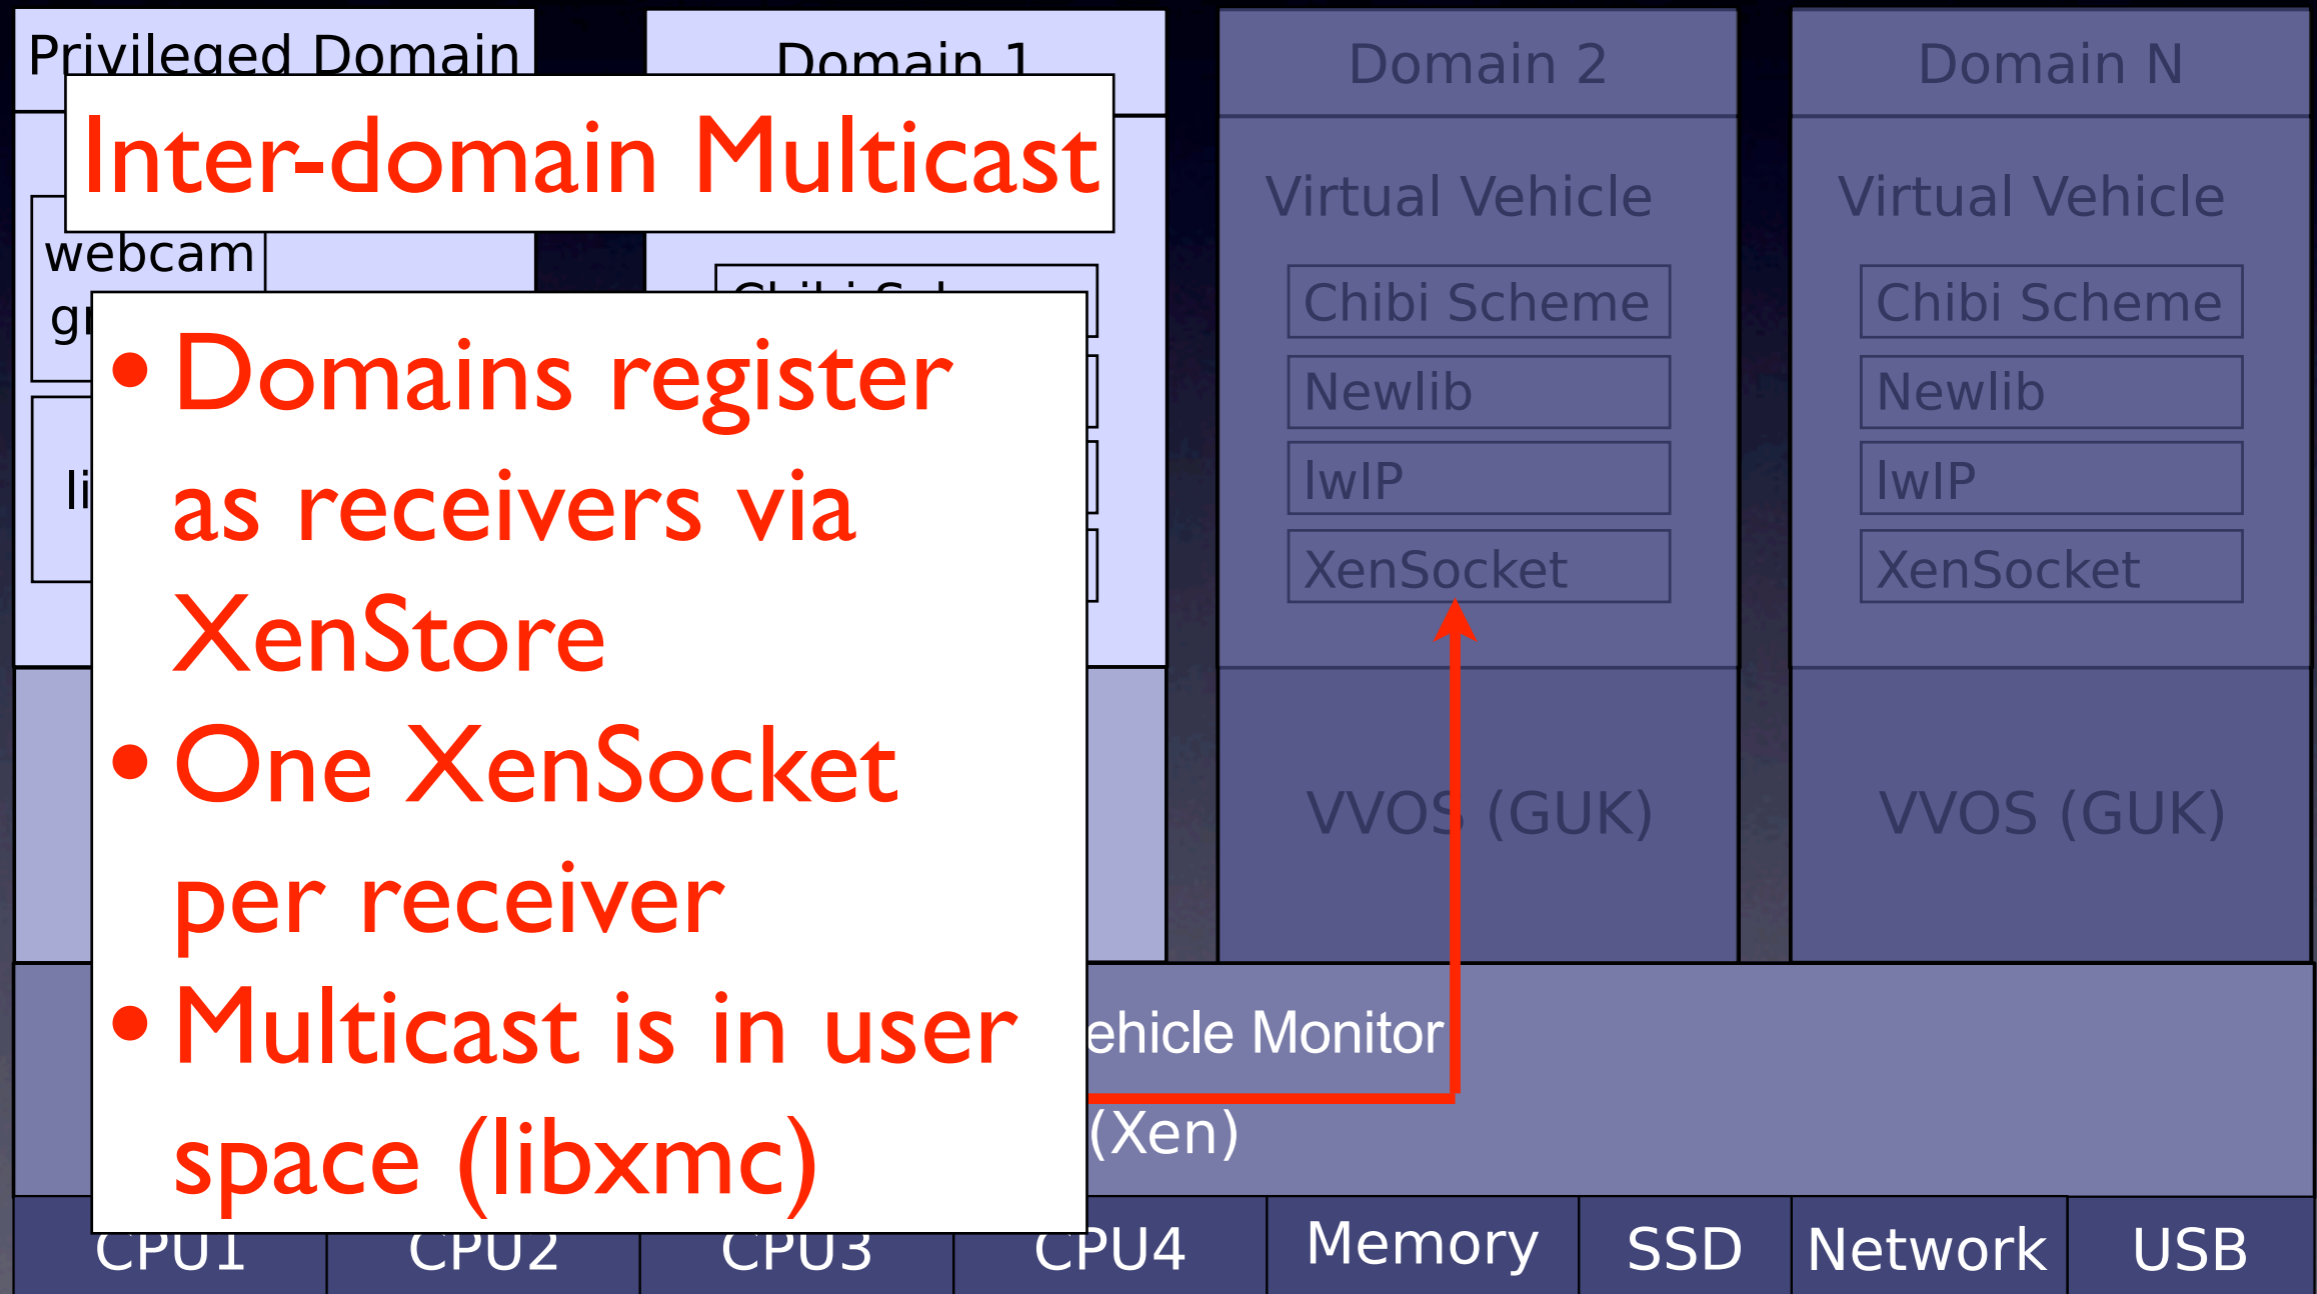 Privileged Domain
Domain 1
Domain 2
Domain N
Inter-domain Multicast
Virtual Vehicle
Virtual Vehicle
webcam
Chibi Scheme
Chibi Scheme
Newlib
Newlib
lwIP
lwIP
XenSocket
XenSocket
• Domains register
as receivers via
XenStore
• One XenSocket
per receiver
• Multicast is in user
space (libxmc)
VVOS (GUK)
VVOS (GUK)
ehicle Monitor
(Xen)
CPU1
CPU2
CPU3
CPU4
Memory
SSD
Network
USB